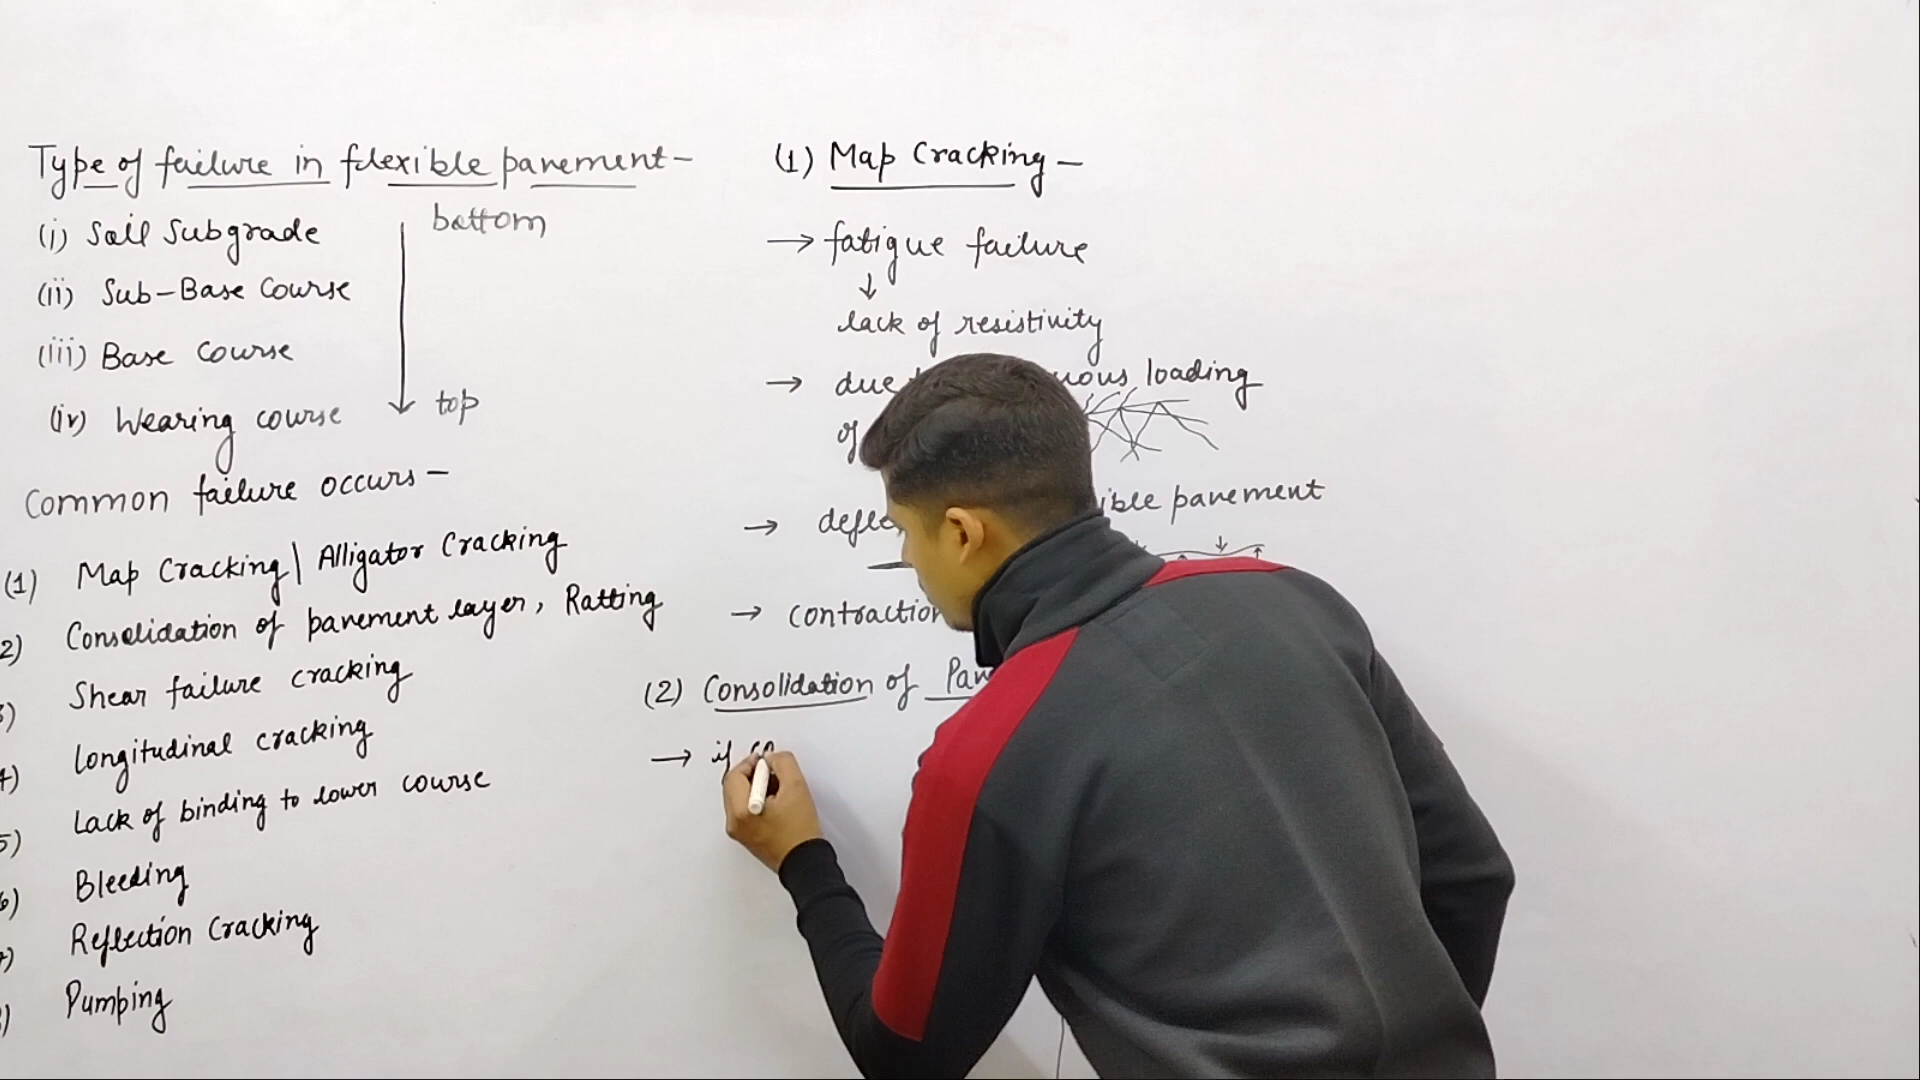 Type of failure in flexible pavement-
bottom
(i) Soil Subgrade
(ii) Sub-Base Course
(iii) Base Course
(iv) Wearing course
top
Common failure occurs-
(1) Map Cracking| Alligator Cracking
2) Consolidation of pavement layer, Ratting
Shear failure cracking
Longitudinal cracking
5) Lack of binding to lower course
Bleeding
Reflection Cracking
Pumping
(1) Map Cracking-
→ fatigue failure
↓
lack of resistivity
→ due loading
of
→ pavement
→ contraction
(2) Consolidation of
→ if